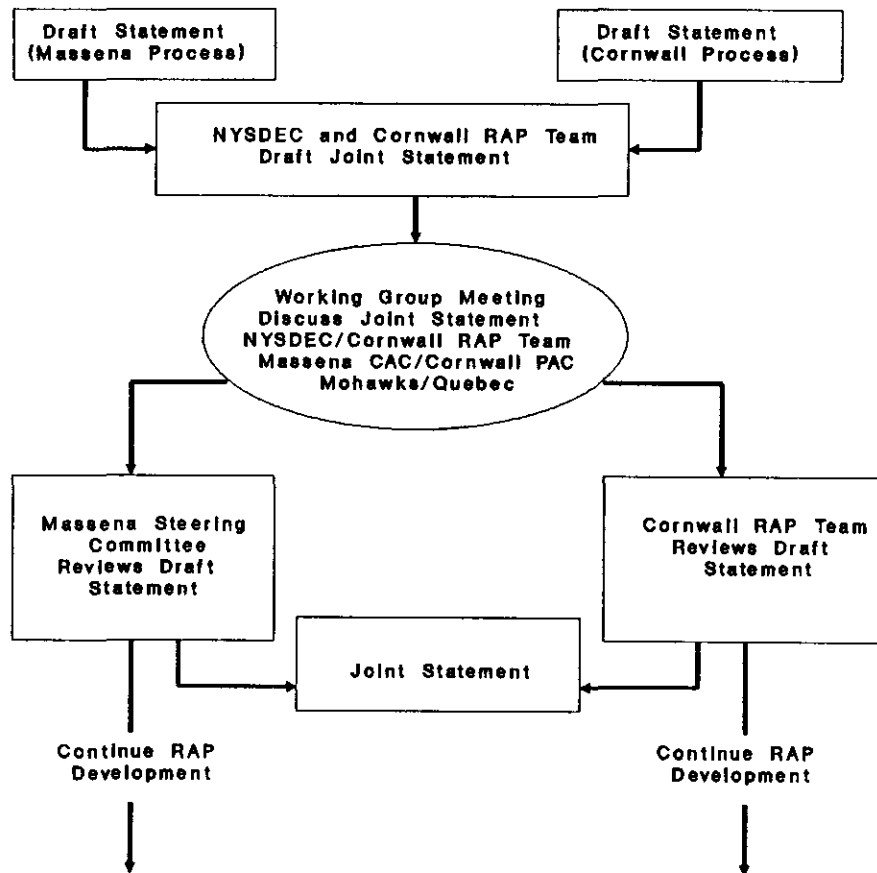 Draft Statement
(Massena Process)
Draft Statement
(Cornwall Process)
NYSDEC and Cornwall RAP Team
Draft Joint Statement
Working Group Meeting
Discuss Joint Statement
NYSDEC/Cornwall RAP Team
Massena CAC/Cornwall PAC
Mohawks/Quebec
Massena Steering
Committee
Reviews Draft
Statement
Cornwall RAP Team
Reviews Draft
Statement
Joint Statement
Continue RAP
Development
Continue RAP
Development